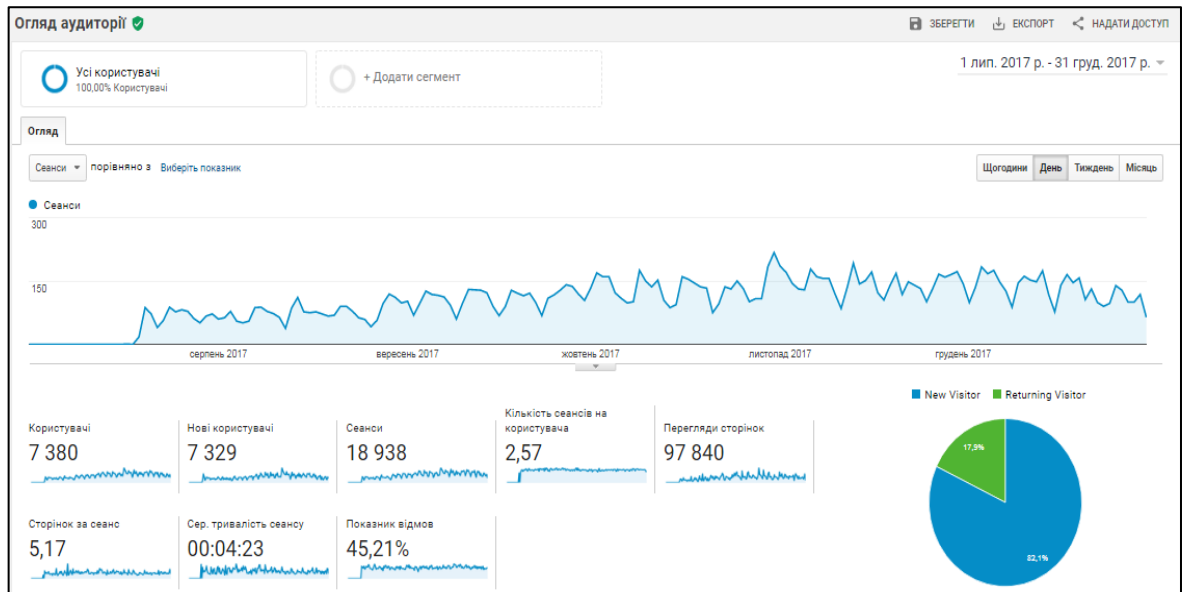 Огляд аудиторії
ЗБЕРЕГТИ ЕКСПОРТ НАДАТИ ДОСТУП
Усі користувачі
100,00% Користувачі
+ Додати сегмент
1 лип. 2017 р. - 31 груд. 2017 р.
Огляд
Сеанси порівняно з Виберіть показник
Щогодини День Тиждень Місяць
Сеанси
300
150
серпень 2017 вересень 2017 жовтень 2017 листопад 2017 грудень 2017
New Visitor Returning Visitor
Користувачі
7 380
Нові користувачі
7 329
Сеанси
18 938
Кількість сеансів на
користувача
2,57
Перегляди сторінок
97 840
17,9%
82,1%
Сторінок за сеанс
5,17
Сер. тривалість сеансу
00:04:23
Показник відмов
45,21%